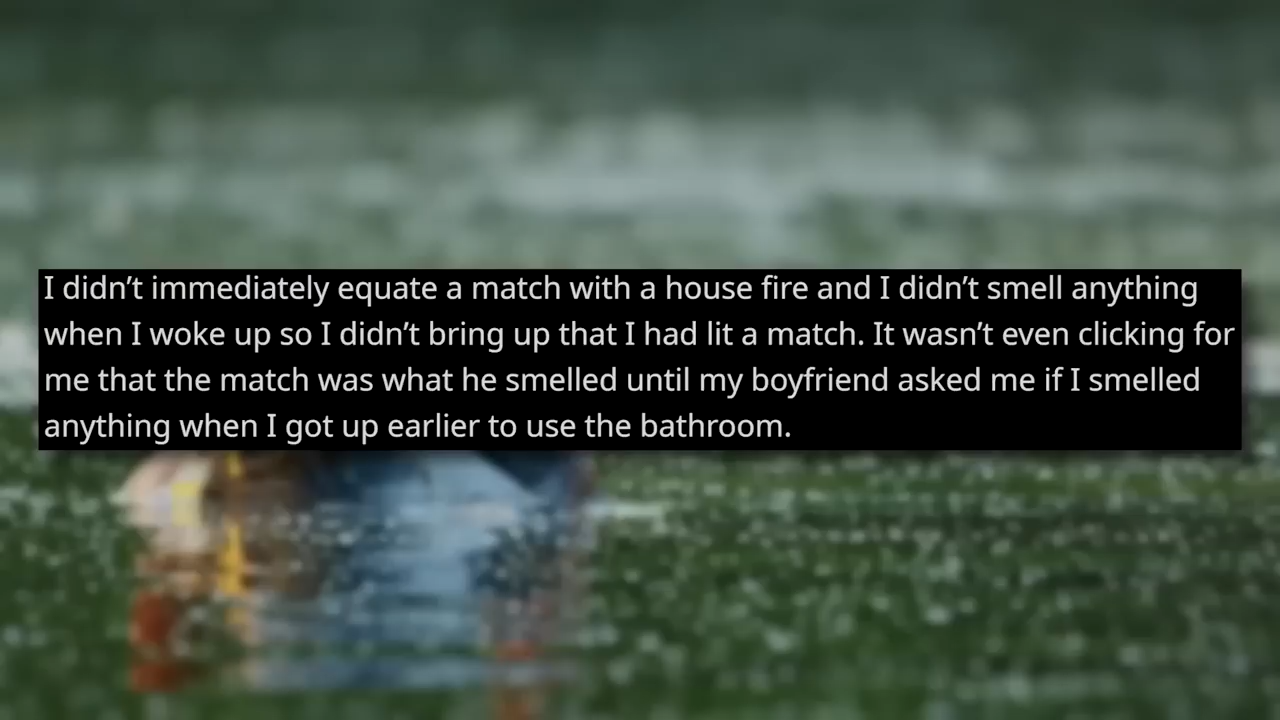 I didn’t immediately equate a match with a house fire and I didn’t smell anything
when I woke up so I didn’t bring up that I had lit a match. It wasn’t even clicking for
me that the match was what he smelled until my boyfriend asked me if I smelled
anything when I got up earlier to use the bathroom.